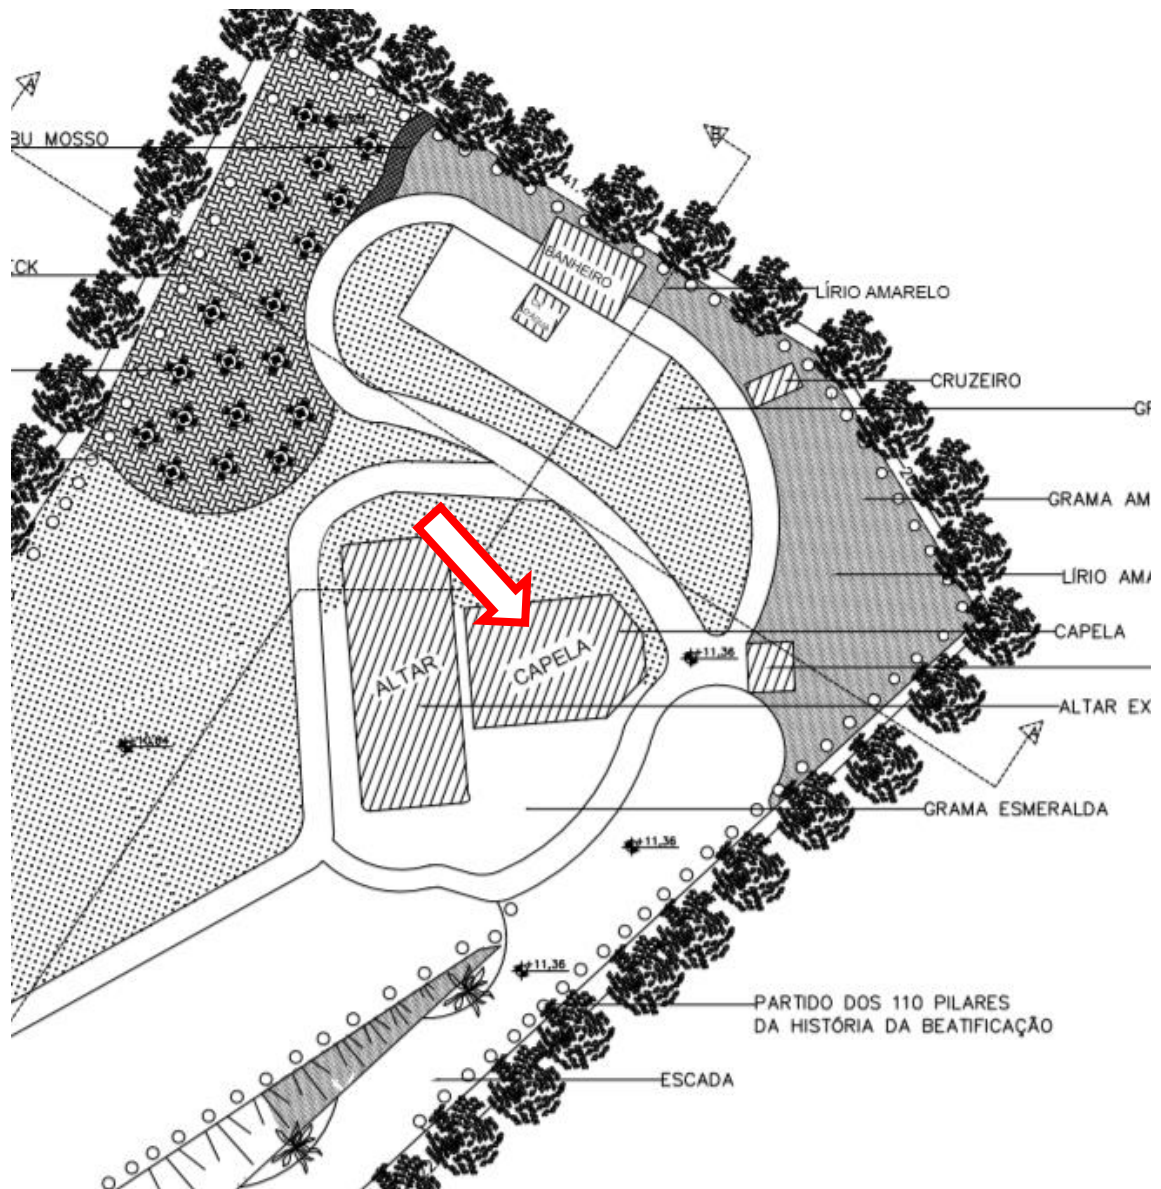 A
B
BU MOSSO
BANHEIRO
LÍRIO AMARELO
CK
CRUZEIRO
GR
GRAMA AM
LÍRIO AMA
CAPELA
CAPELA
ALTAR
+11,36
ALTAR EX
A
GRAMA ESMERALDA
+11,36
+11,36
PARTIDO DOS 110 PILARES
DA HISTÓRIA DA BEATIFICAÇÃO
ESCADA